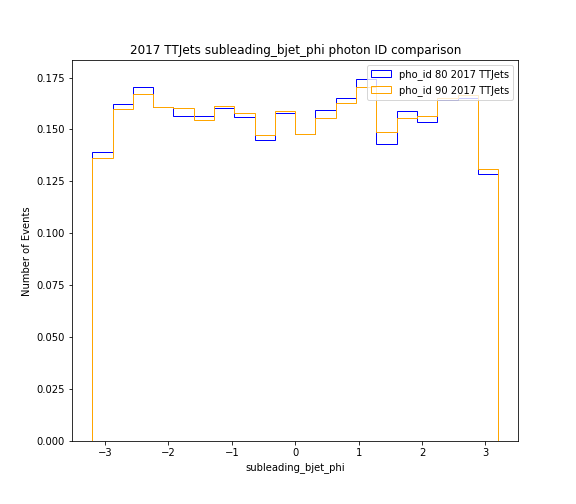 2017 TTJets subleading_bjet_phi photon ID comparison
pho_id 80 2017 TTJets
pho_id 90 2017 TTJets
Number of Events
0.175
0.150
0.125
0.100
0.075
0.050
0.025
0.000
−3 −2 −1 0 1 2 3
subleading_bjet_phi